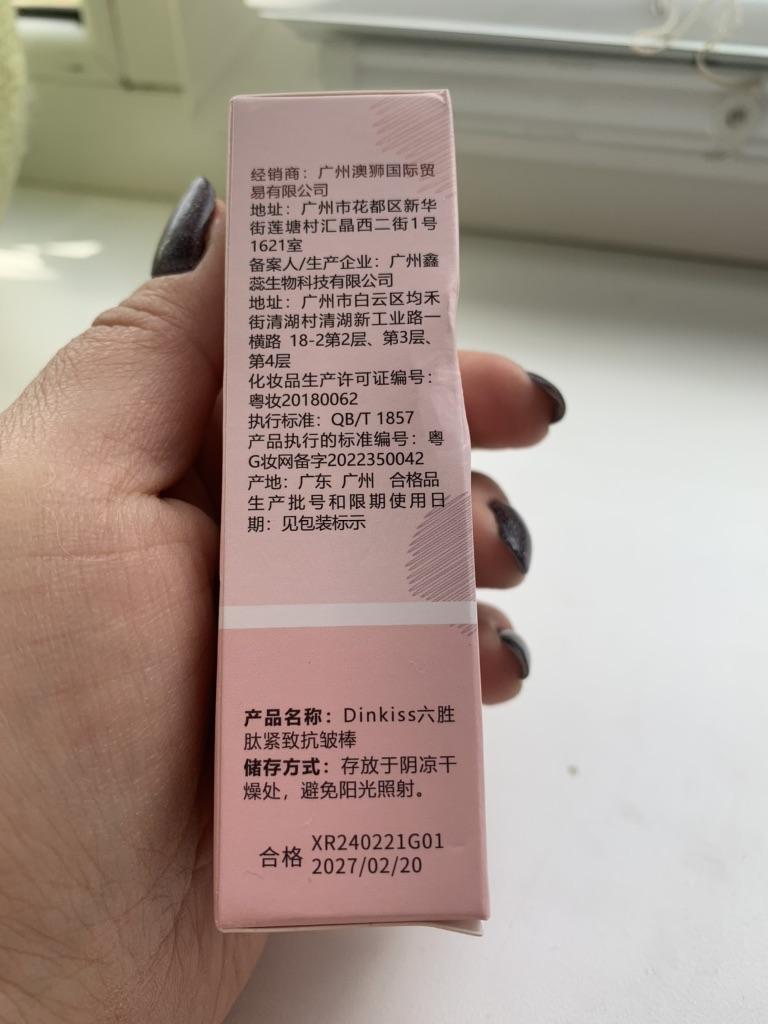 经销商：广州澳狮国际贸
易有限公司
地址：广州市花都区新华
街莲塘村汇晶西二街1号
1621室
备案人/生产企业：广州鑫
蕊生物科技有限公司
地址：广州市白云区均禾
街清湖村清湖新工业路一
横路 18-2第2层、第3层、
第4层
化妆品生产许可证编号：
粤妆20180062
执行标准：QB/T 1857
产品执行的标准编号：粤
G妆网备字2022350042
产地：广东 广州 合格品
生产批号和限期使用日
期：见包装标示
产品名称：Dinkiss六胜
肽紧致抗皱棒
储存方式：存放于阴凉干
燥处，避免阳光照射。
合格 XR240221G01
2027/02/20